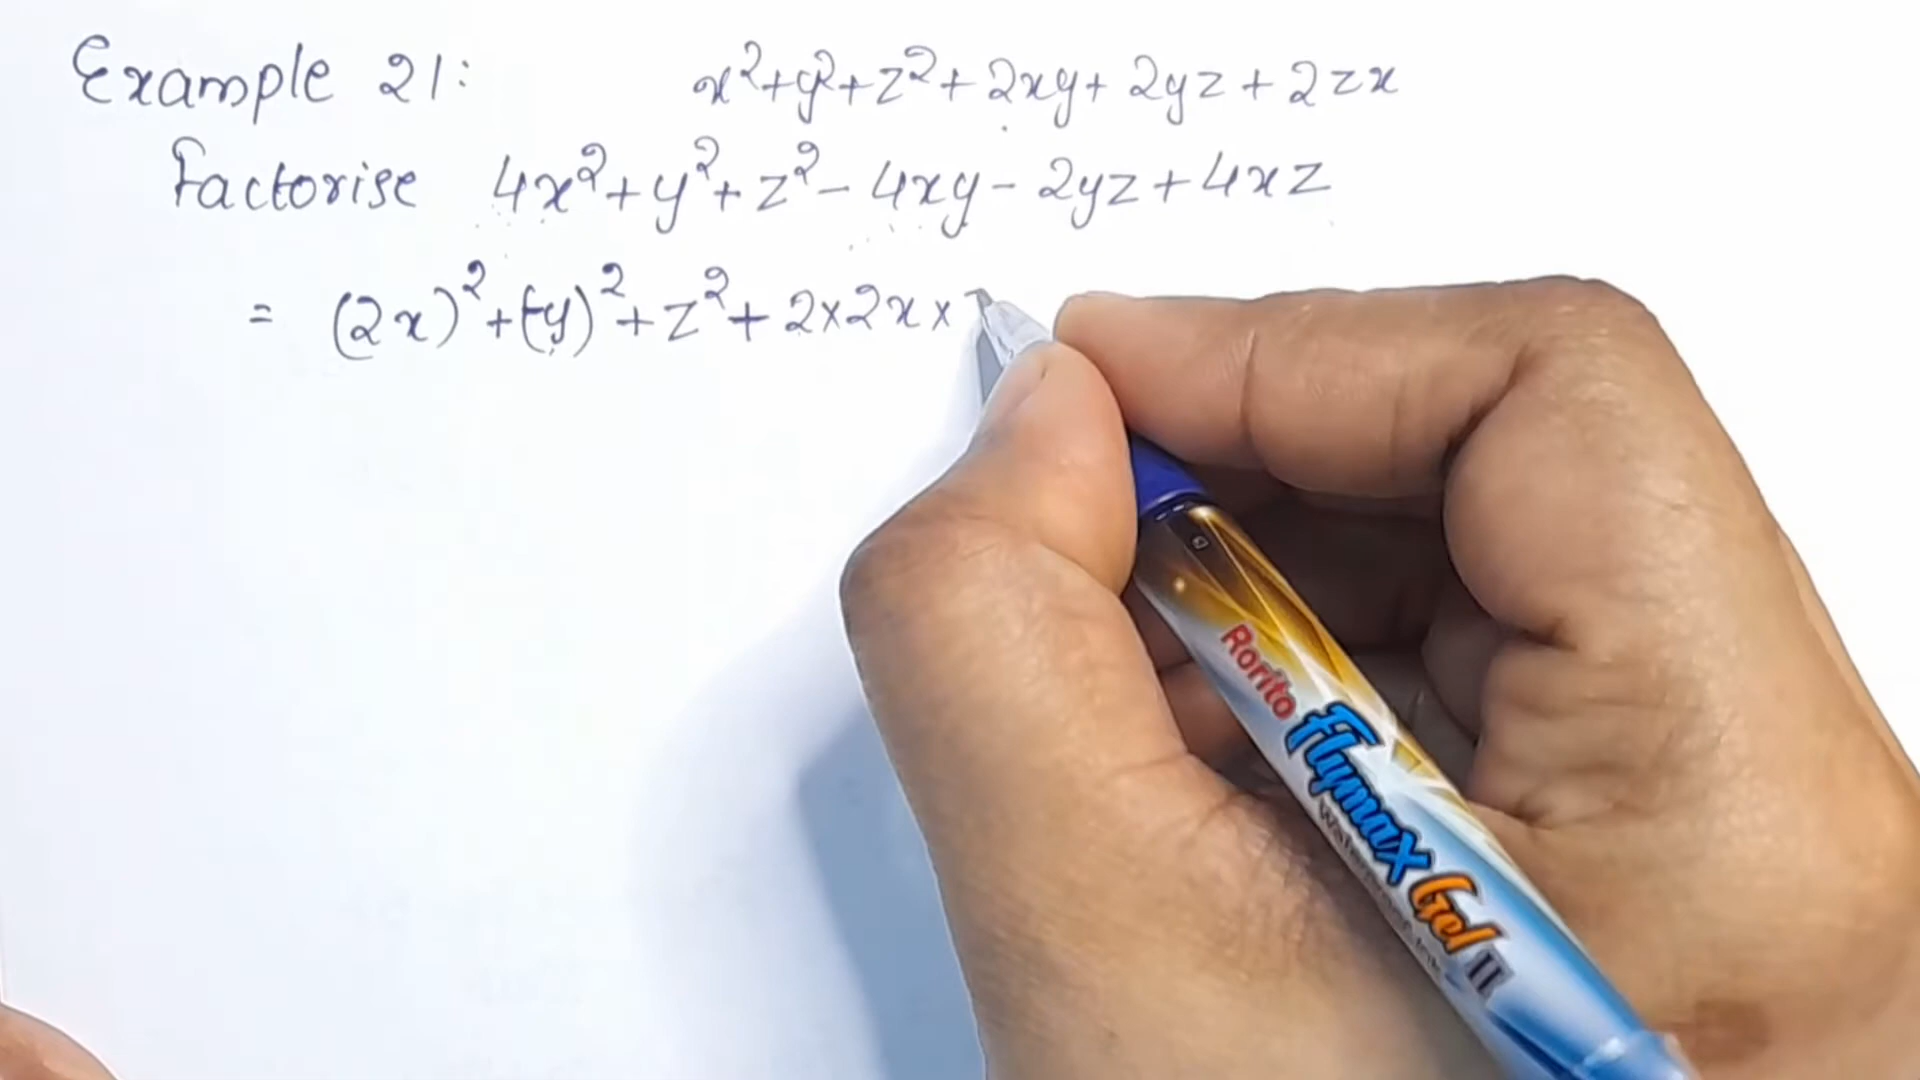 Example 21: x²+y²+z²+2xy+2yz+2zx
Factorise 4x²+y²+z²-4xy-2yz+4xz
= (2x)²+(-y)²+z²+2×2x×
Rorito
Flymax Gel II